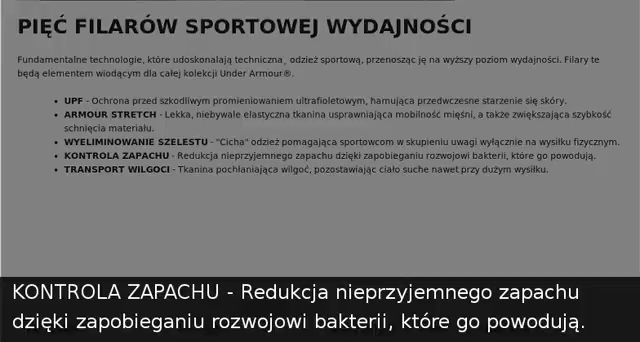 PIĘĆ FILARÓW SPORTOWEJ WYDAJNOŚCI
Fundamentalne technologie, które udoskonalają techniczna¸ odzież sportową, przenosząc ję na wyższy poziom wydajności. Filary te
będą elementem wiodącym dla całej kolekcji Under Armour®.
• UPF - Ochrona przed szkodliwym promieniowaniem ultrafioletowym, hamująca przedwczesne starzenie się skóry.
• ARMOUR STRETCH - Lekka, niebywale elastyczna tkanina usprawniająca mobilność mięśni, a także zwiększająca szybkość
schnięcia materiału.
• WYELIMINOWANIE SZELESTU - "Cicha" odzież pomagająca sportowcom w skupieniu uwagi wyłącznie na wysiłku fizycznym.
• KONTROLA ZAPACHU - Redukcja nieprzyjemnego zapachu dzięki zapobieganiu rozwojowi bakterii, które go powodują.
• TRANSPORT WILGOCI - Tkanina pochłaniająca wilgoć, pozostawiając ciało suche nawet przy dużym wysiłku.
KONTROLA ZAPACHU - Redukcja nieprzyjemnego zapachu
dzięki zapobieganiu rozwojowi bakterii, które go powodują.